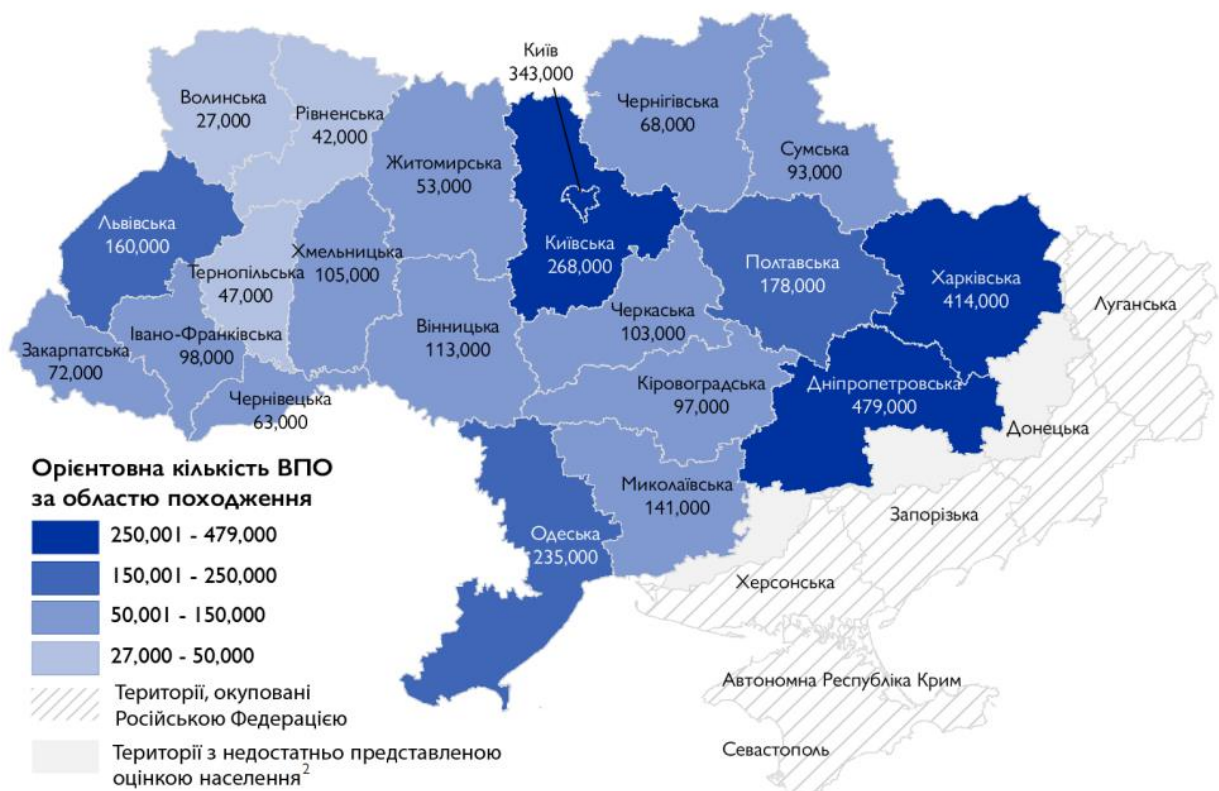 Київ
343,000
Волинська
27,000
Рівненська
42,000
Чернігівська
68,000
Сумська
93,000
Житомирська
53,000
Львівська
160,000
Київська
268,000
Хмельницька
105,000
Тернопільська
47,000
Полтавська
178,000
Харківська
414,000
Луганська
Черкаська
103,000
Вінницька
113,000
Івано-Франківська
98,000
Закарпатська
72,000
Чернівецька
63,000
Кіровоградська
97,000
Дніпропетровська
479,000
Донецька
Миколаївська
141,000
Запорізька
Одеська
235,000
Херсонська
Автономна Республіка Крим
Севастополь
Орієнтовна кількість ВПО
за областю походження
250,001 - 479,000
150,001 - 250,000
50,001 - 150,000
27,000 - 50,000
Території, окуповані
Російською Федерацією
Території з недостатньо представленою
оцінкою населення2